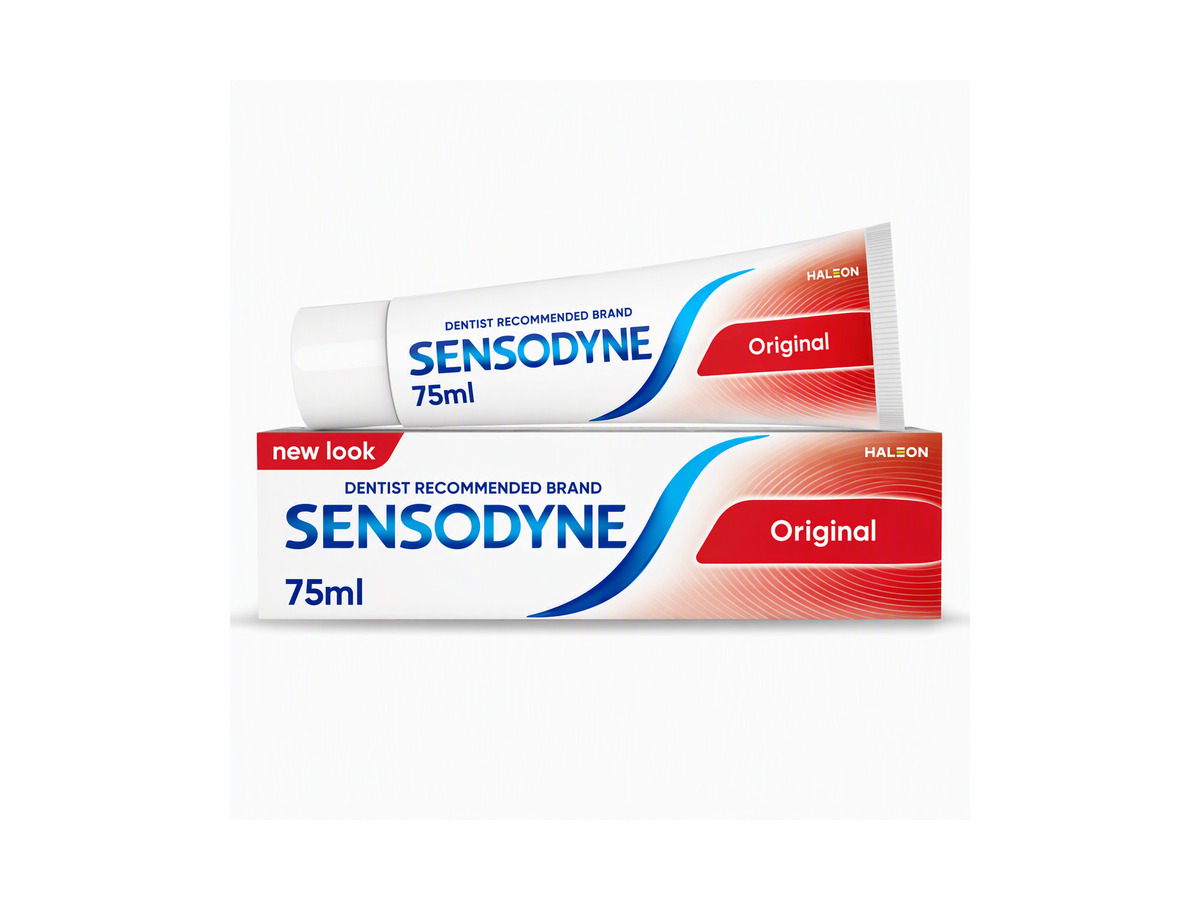 HALEON
DENTIST RECOMMENDED BRAND
SENSODYNE
Original
75ml
new look
HALEON
DENTIST RECOMMENDED BRAND
SENSODYNE
Original
75ml